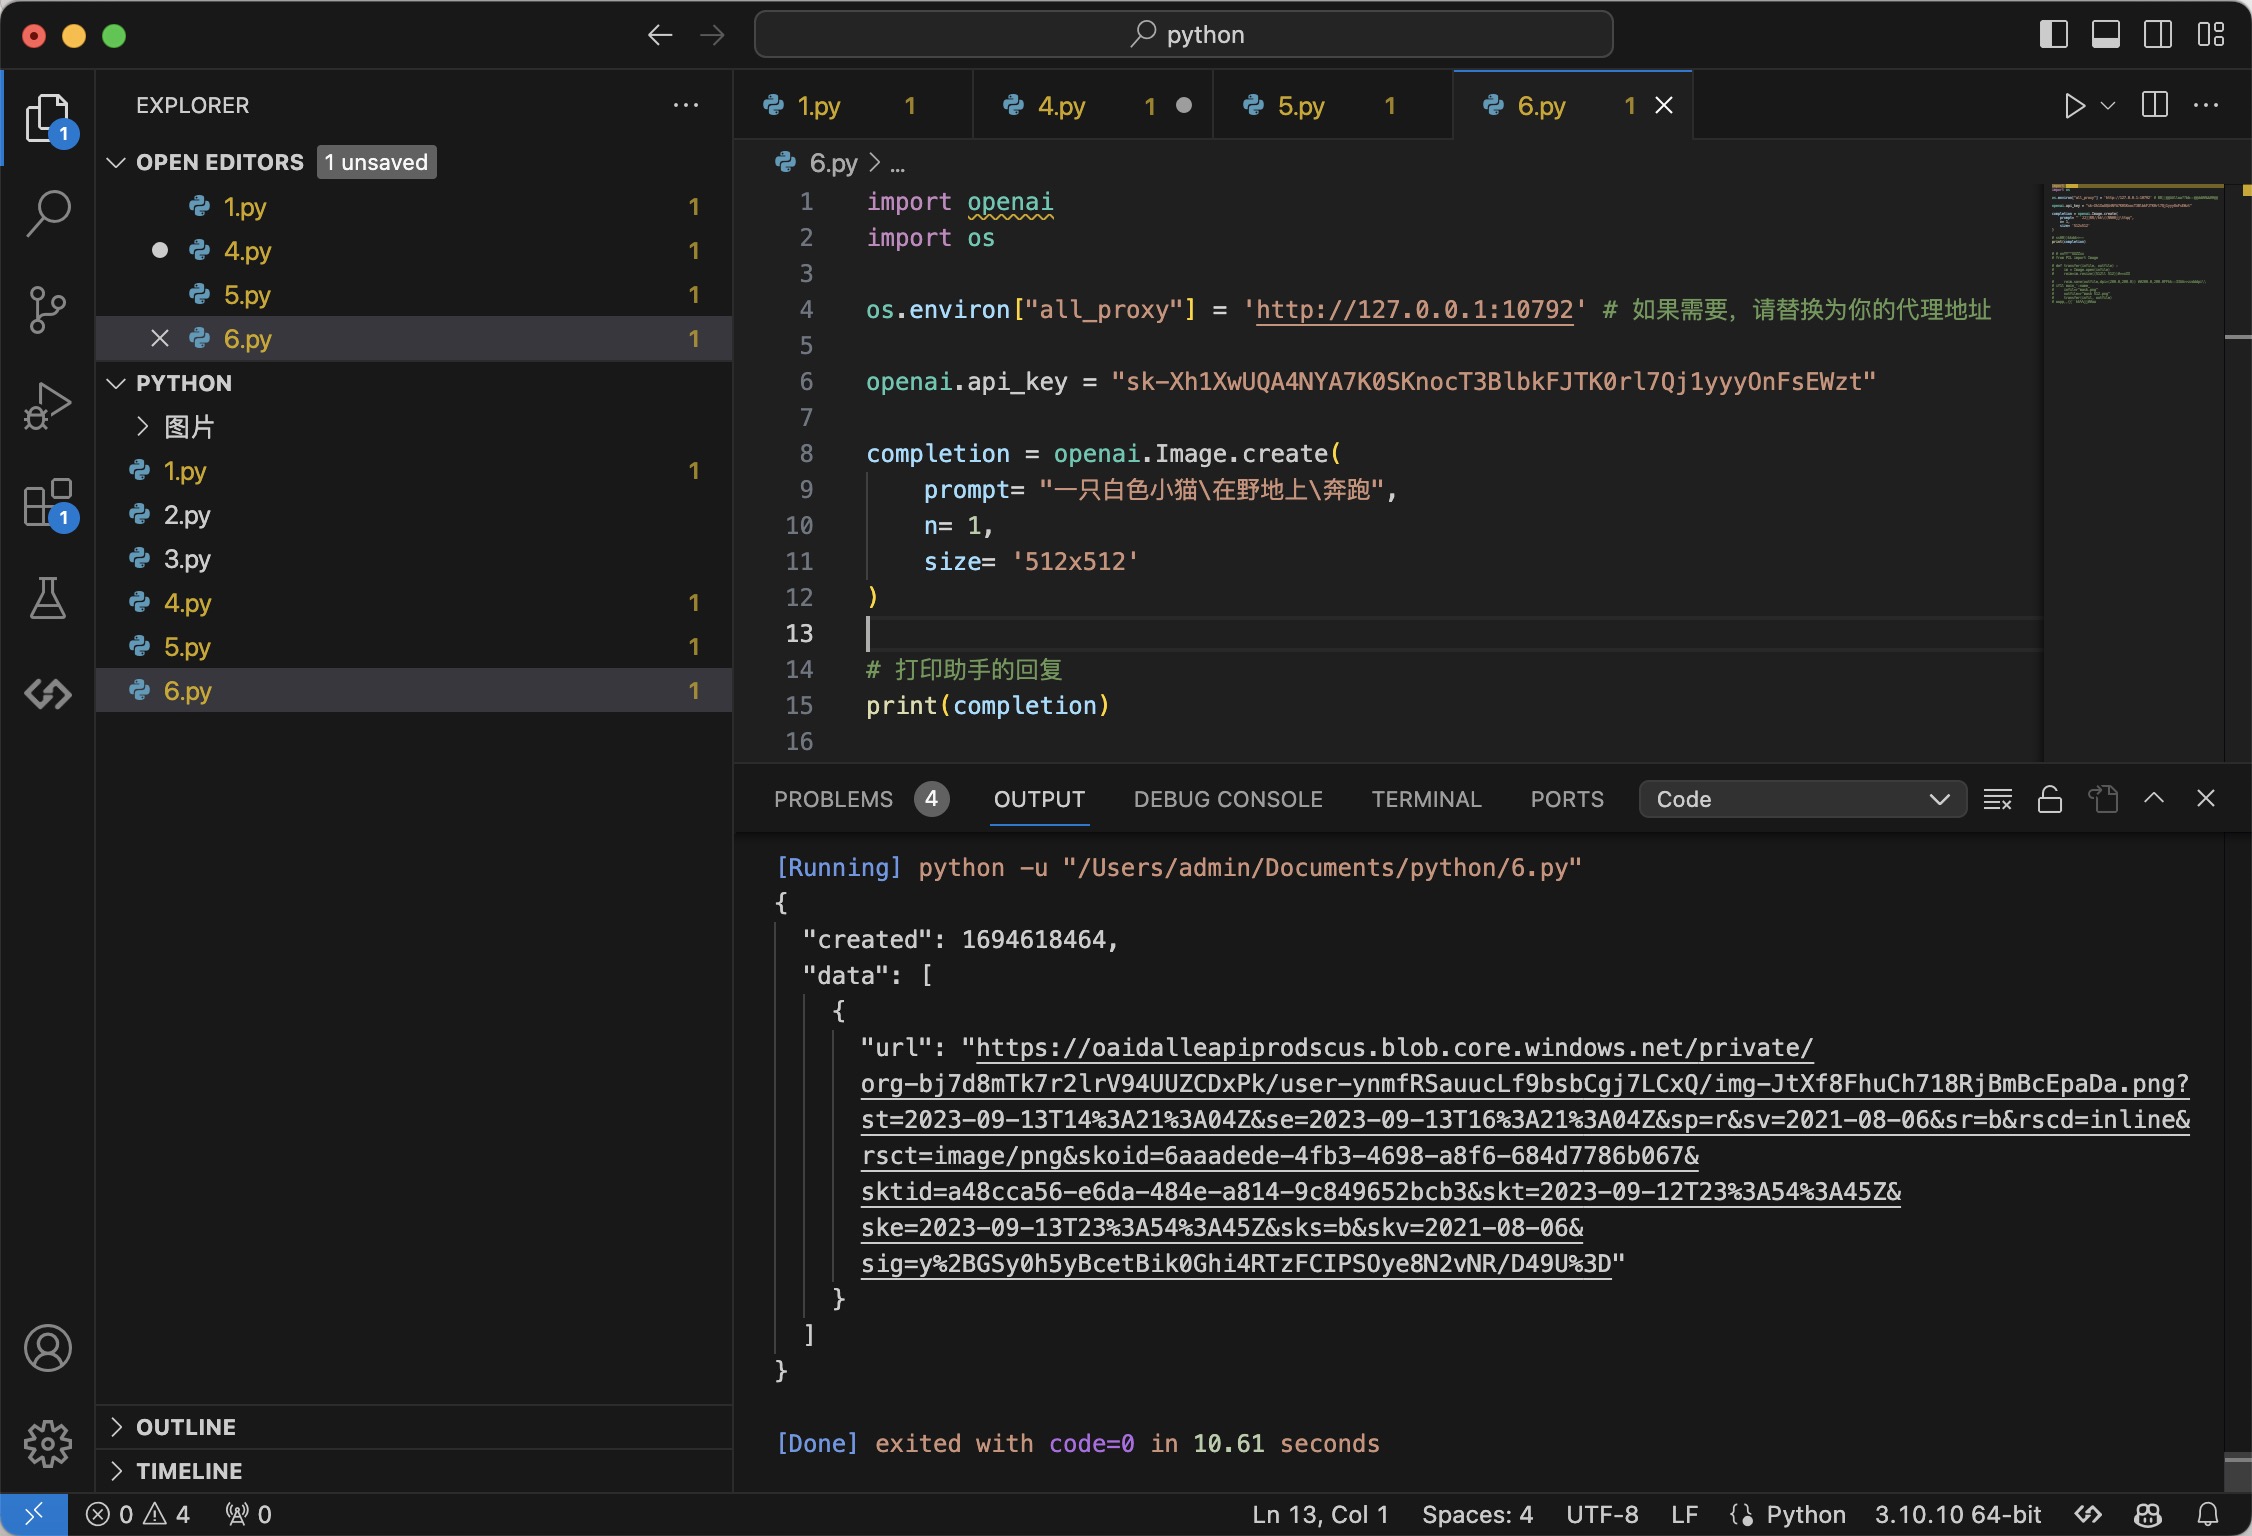 python
EXPLORER
OPEN EDITORS 1 unsaved
1.py 1
4.py 1
5.py 1
6.py 1
PYTHON
图片
1.py 1
2.py
3.py
4.py 1
5.py 1
6.py 1
OUTLINE
TIMELINE
1
1
1.py 1
4.py 1
5.py 1
6.py 1
6.py > ...
1 import openai
2 import os
3
4 os.environ["all_proxy"] = 'http://127.0.0.1:10792' # 如果需要，请替换为你的代理地址
5
6 openai.api_key = "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"
7
8 completion = openai.Image.create(
9 prompt= "一只白色小猫\在野地上\奔跑",
10 n= 1,
11 size= '512x512'
12 )
13
14 # 打印助手的回复
15 print(completion)
16
PROBLEMS 4 OUTPUT DEBUG CONSOLE TERMINAL PORTS Code
[Running] python -u "/Users/admin/Documents/python/6.py"
{
"created": 1694618464,
"data": [
{
"url": "https://oaidalleapiprodscus.blob.core.windows.net/private/
org-bj7d8mTk7r2lrV94UUZCDxPk/user-ynmfRSauucLf9bsbCgj7LCxQ/img-JtXf8FhuCh718RjBmBcEpaDa.png?
st=2023-09-13T14%3A21%3A04Z&se=2023-09-13T16%3A21%3A04Z&sp=r&sv=2021-08-06&sr=b&rscd=inline&
rsct=image/png&skoid=6aaadede-4fb3-4698-a8f6-684d7786b067&
sktid=a48cca56-e6da-484e-a814-9c849652bcb3&skt=2023-09-12T23%3A54%3A45Z&
ske=2023-09-13T23%3A54%3A45Z&sks=b&skv=2021-08-06&
sig=y%2BGSy0h5yBcetBik0Ghi4RTzFCIPSOye8N2vNR/D49U%3D"
}
]
}
[Done] exited with code=0 in 10.61 seconds
0 4 0
Ln 13, Col 1 Spaces: 4 UTF-8 LF Python 3.10.10 64-bit